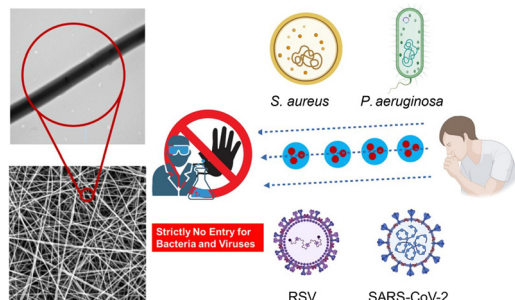 S. aureus
P. aeruginosa
Strictly No Entry for
Bacteria and Viruses
RSV
SARS-CoV-2